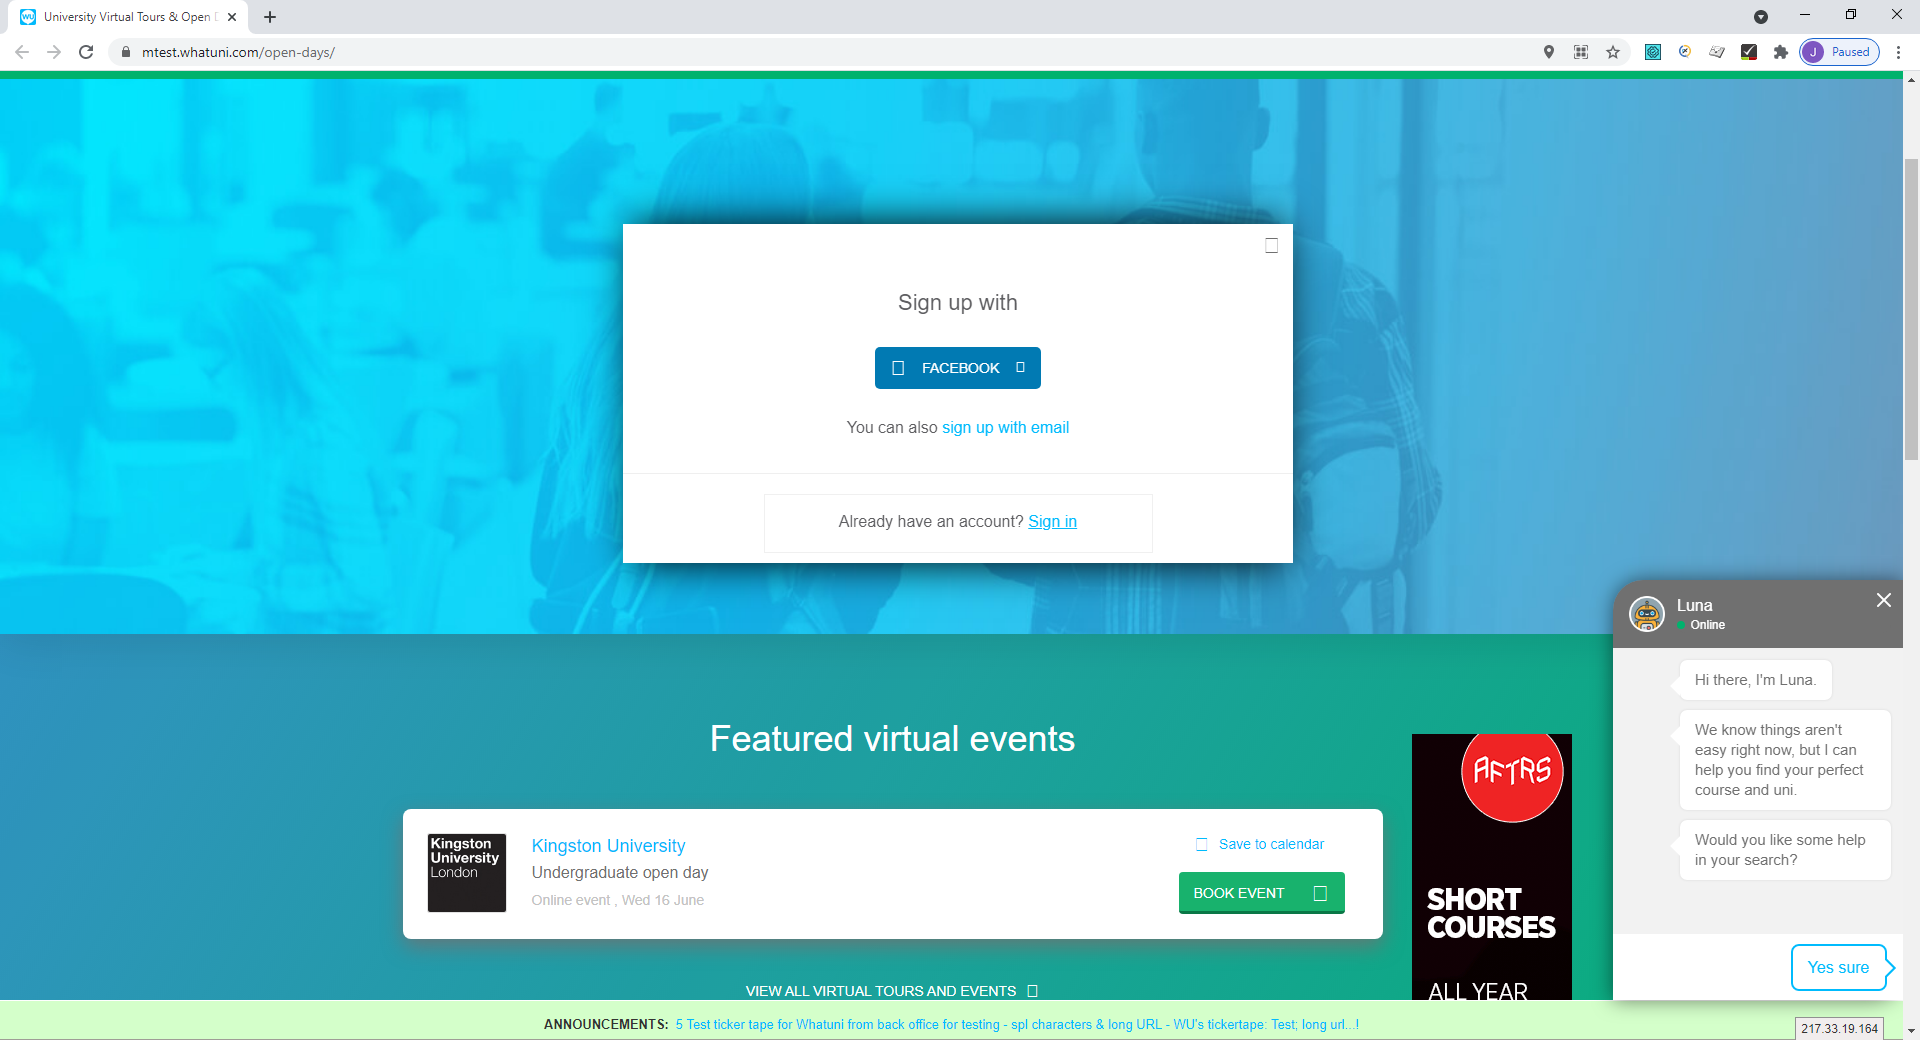 University Virtual Tours & Open D
mtest.whatuni.com/open-days/
J Paused
Sign up with
FACEBOOK
You can also sign up with email
Already have an account? Sign in
Luna
Online
Hi there, I'm Luna.
We know things aren't
easy right now, but I can
help you find your perfect
course and uni.
Would you like some help
in your search?
Yes sure
Featured virtual events
Kingston
University
London
Kingston University
Undergraduate open day
Online event , Wed 16 June
Save to calendar
BOOK EVENT
AFTRS
SHORT
COURSES
ALL YEAR
VIEW ALL VIRTUAL TOURS AND EVENTS
ANNOUNCEMENTS: 5 Test ticker tape for Whatuni from back office for testing - spl characters & long URL - WU's tickertape: Test; long url...!
217.33.19.164